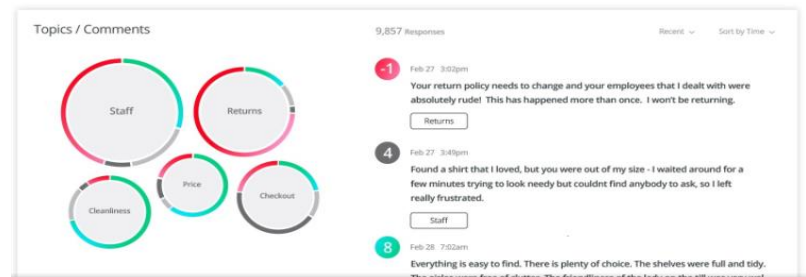 Topics / Comments
Staff
Returns
Price
Checkout
Cleanliness
9,857 Responses
Recent
Sort by Time
-1
Feb 27 3:02pm
Your return policy needs to change and your employees that I dealt with were
absolutely rude! This has happened more than once. I won't be returning.
Returns
4
Feb 27 3:49pm
Found a shirt that I loved, but you were out of my size - I waited around for a
few minutes trying to look needy but couldnt find anybody to ask, so I left
really frustrated.
Staff
8
Feb 28 7:02am
Everything is easy to find. There is plenty of choice. The shelves were full and tidy.